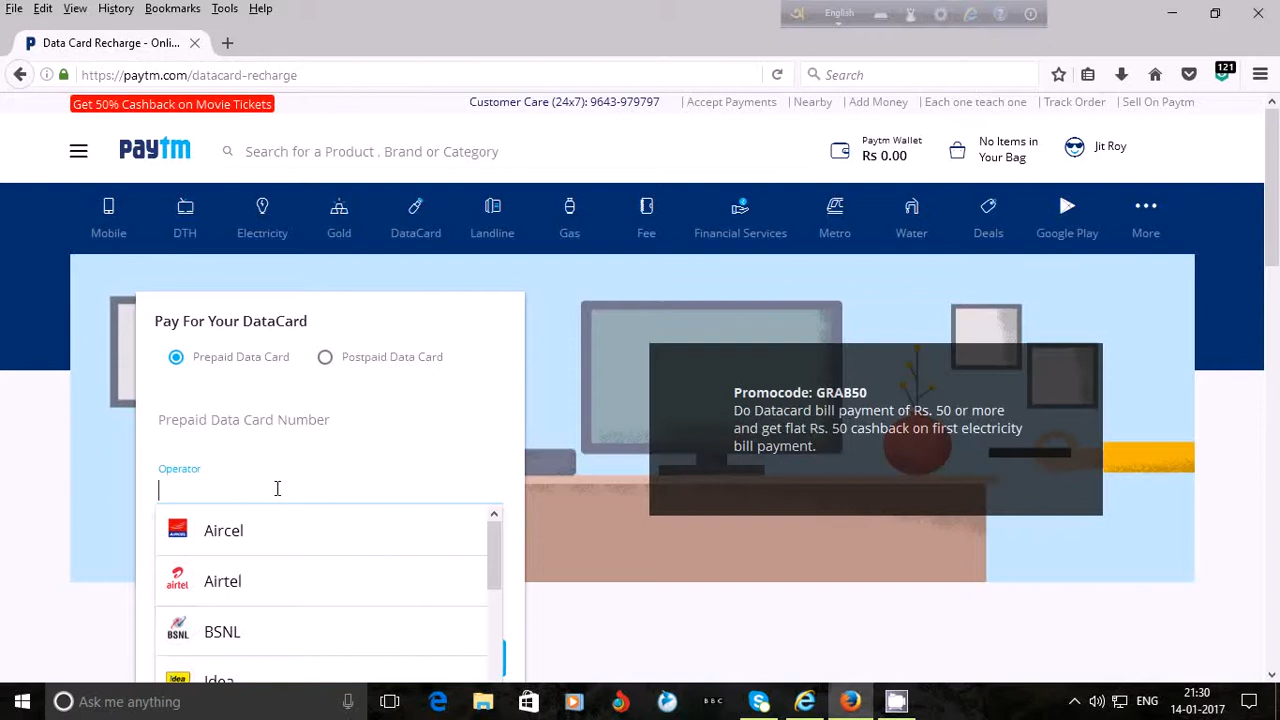 File Edit View History Bookmarks Tools Help
English
Data Card Recharge - Onli...
https://paytm.com/datacard-recharge
Search
121
Get 50% Cashback on Movie Tickets
Customer Care (24x7): 9643-979797 | Accept Payments | Nearby | Add Money | Each one teach one | Track Order | Sell On Paytm
paytm
Search for a Product , Brand or Category
Paytm Wallet
Rs 0.00
No Items in
Your Bag
Jit Roy
Mobile DTH Electricity Gold DataCard Landline Gas Fee Financial Services Metro Water Deals Google Play More
Pay For Your DataCard
Prepaid Data Card Postpaid Data Card
Prepaid Data Card Number
Operator
AIRCEL Aircel
airtel Airtel
BSNL BSNL
Idea Idea
Promocode: GRAB50
Do Datacard bill payment of Rs. 50 or more
and get flat Rs. 50 cashback on first electricity
bill payment.
Ask me anything
BBC
ENG
21:30
14-01-2017